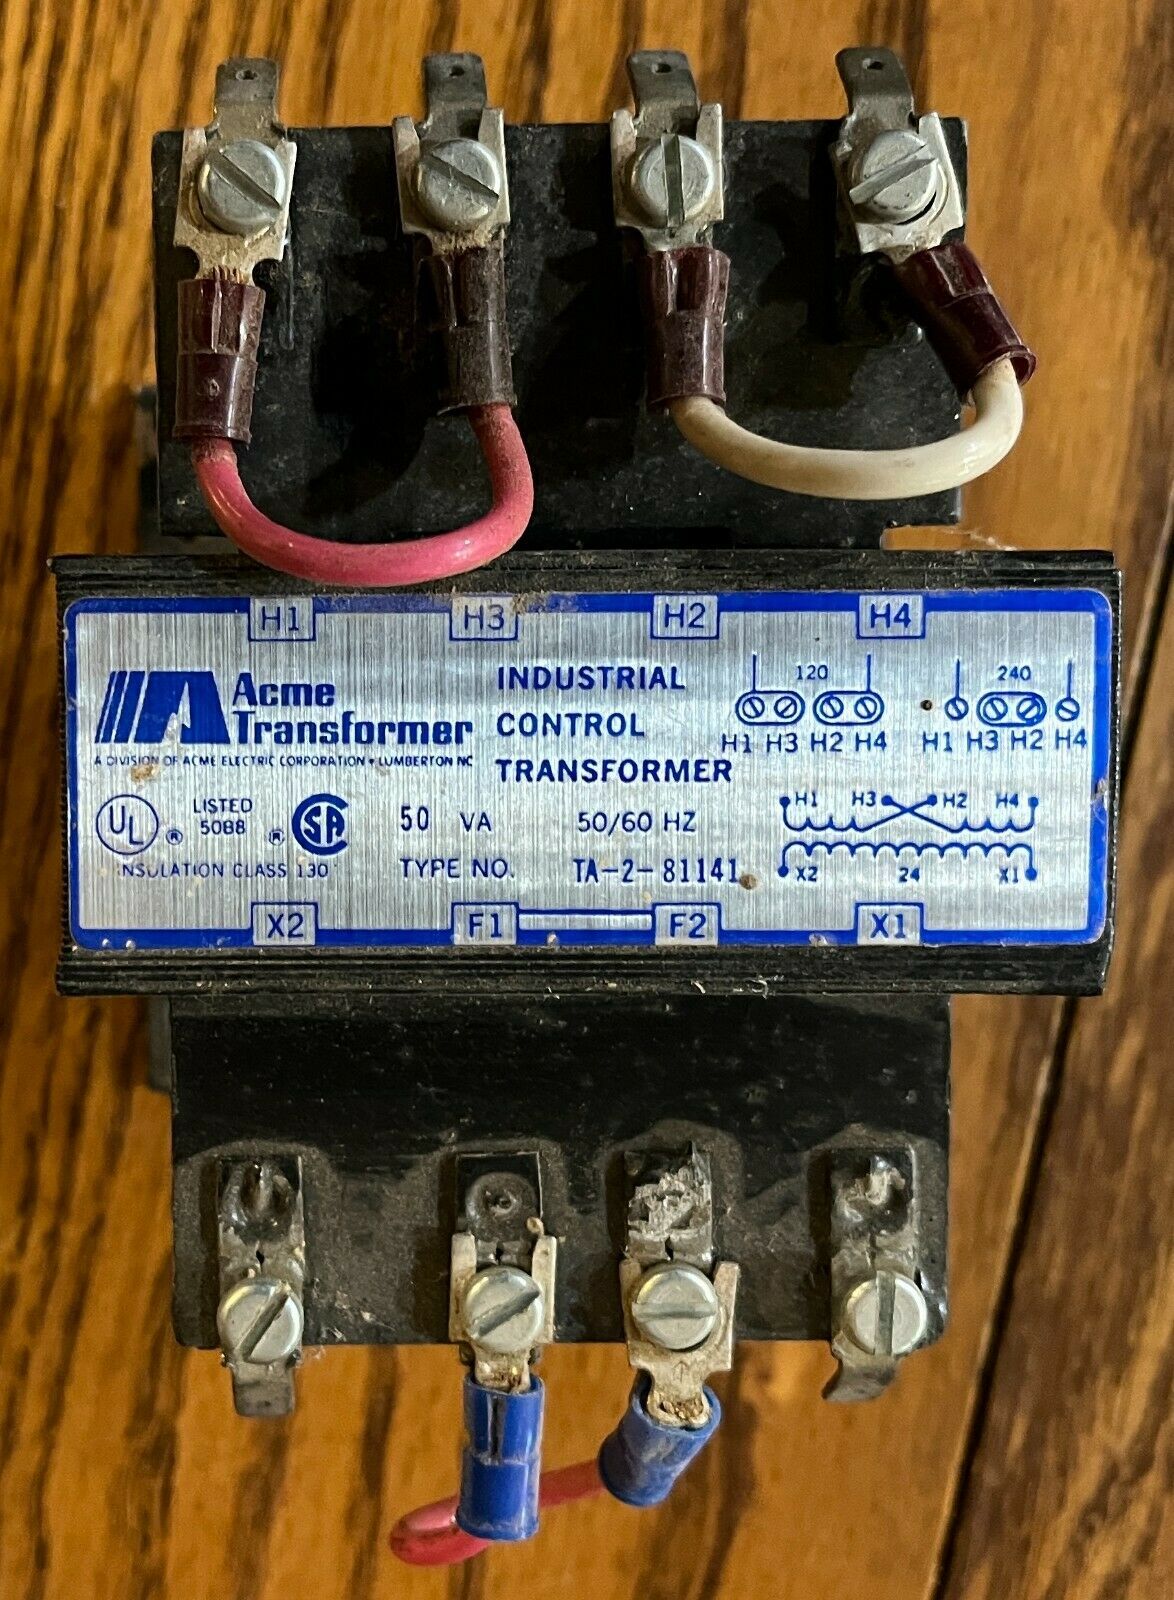 H1 H3 H2 H4
Acme
Transformer
A DIVISION OF ACME ELECTRIC CORPORATION • LUMBERTON NC
INDUSTRIAL
CONTROL
TRANSFORMER
120
H1 H3 H2 H4
240
H1 H3 H2 H4
UL ®
LISTED
5088
® SA
INSULATION CLASS 130
50 VA 50/60 HZ
TYPE NO. TA-2-81141
H1 H3 H2 H4
X2 24 X1
X2 F1 F2 X1